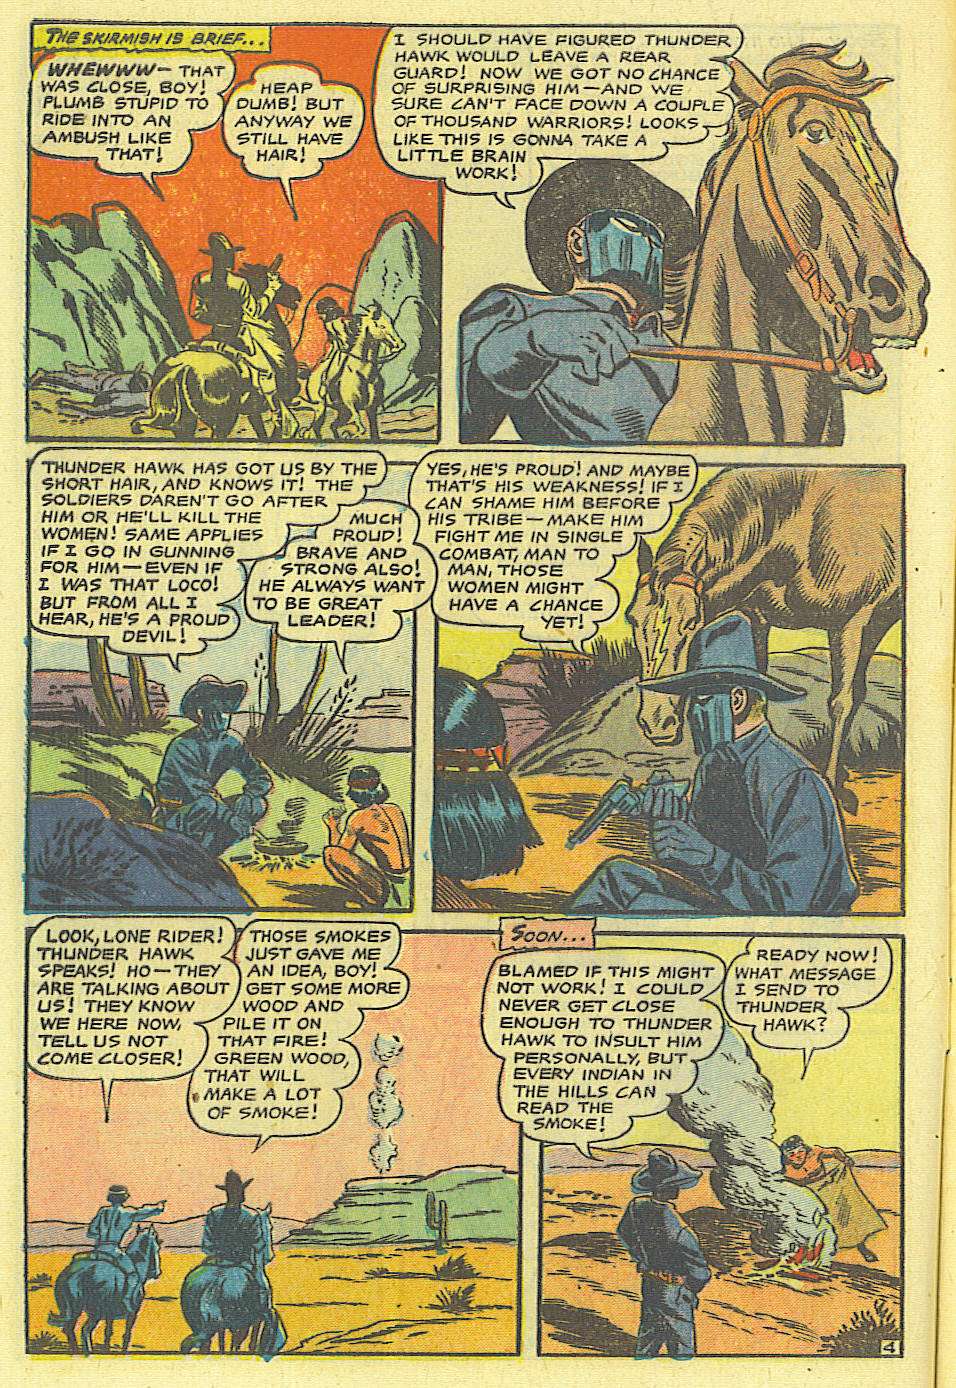 THE SKIRMISH IS BRIEF...
WHEWWW— THAT
WAS CLOSE, BOY!
PLUMB STUPID TO
RIDE INTO AN
AMBUSH LIKE
THAT!
HEAP
DUMB! BUT
ANYWAY WE
STILL HAVE
HAIR!
I SHOULD HAVE FIGURED THUNDER
HAWK WOULD LEAVE A REAR
GUARD! NOW WE GOT NO CHANCE
OF SURPRISING HIM—AND WE
SURE CAN'T FACE DOWN A COUPLE
OF THOUSAND WARRIORS! LOOKS
LIKE THIS IS GONNA TAKE A
LITTLE BRAIN
WORK!
THUNDER HAWK HAS GOT US BY THE
SHORT HAIR, AND KNOWS IT! THE
SOLDIERS DAREN'T GO AFTER
HIM OR HE'LL KILL THE
WOMEN! SAME APPLIES
IF I GO IN GUNNING
FOR HIM—EVEN IF
I WAS THAT LOCO!
BUT FROM ALL I
HEAR, HE'S A PROUD
DEVIL!
MUCH
PROUD!
BRAVE AND
STRONG ALSO!
HE ALWAYS WANT
TO BE GREAT
LEADER!
YES, HE'S PROUD! AND MAYBE
THAT'S HIS WEAKNESS! IF I
CAN SHAME HIM BEFORE
HIS TRIBE—MAKE HIM
FIGHT ME IN SINGLE
COMBAT, MAN TO
MAN, THOSE
WOMEN MIGHT
HAVE A CHANCE
YET!
LOOK, LONE RIDER!
THUNDER HAWK
SPEAKS! HO—THEY
ARE TALKING ABOUT
US! THEY KNOW
WE HERE NOW,
TELL US NOT
COME CLOSER!
THOSE SMOKES
JUST GAVE ME
AN IDEA, BOY!
GET SOME MORE
WOOD AND
PILE IT ON
THAT FIRE!
GREEN WOOD,
THAT WILL
MAKE A LOT
OF SMOKE!
SOON...
BLAMED IF THIS MIGHT
NOT WORK! I COULD
NEVER GET CLOSE
ENOUGH TO THUNDER
HAWK TO INSULT HIM
PERSONALLY, BUT
EVERY INDIAN IN
THE HILLS CAN
READ THE
SMOKE!
READY NOW!
WHAT MESSAGE
I SEND TO
THUNDER
HAWK?
4